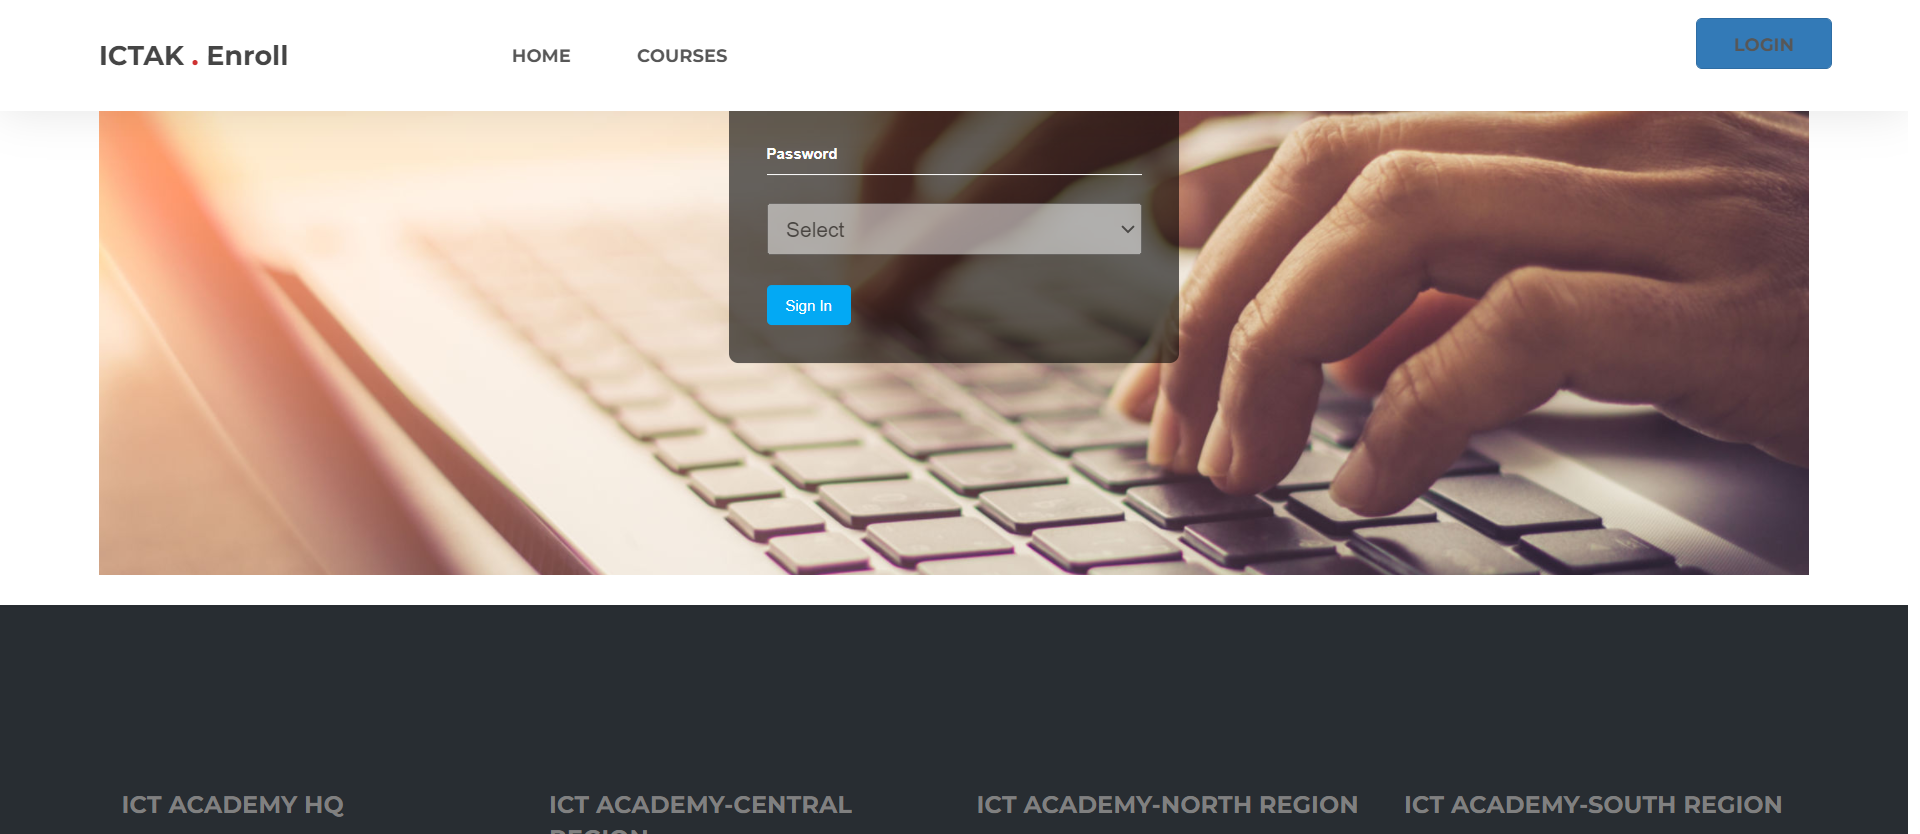 ICTAK . Enroll
HOME
COURSES
LOGIN
Password
Select
Sign In
ICT ACADEMY HQ
ICT ACADEMY-CENTRAL
REGION
ICT ACADEMY-NORTH REGION
ICT ACADEMY-SOUTH REGION